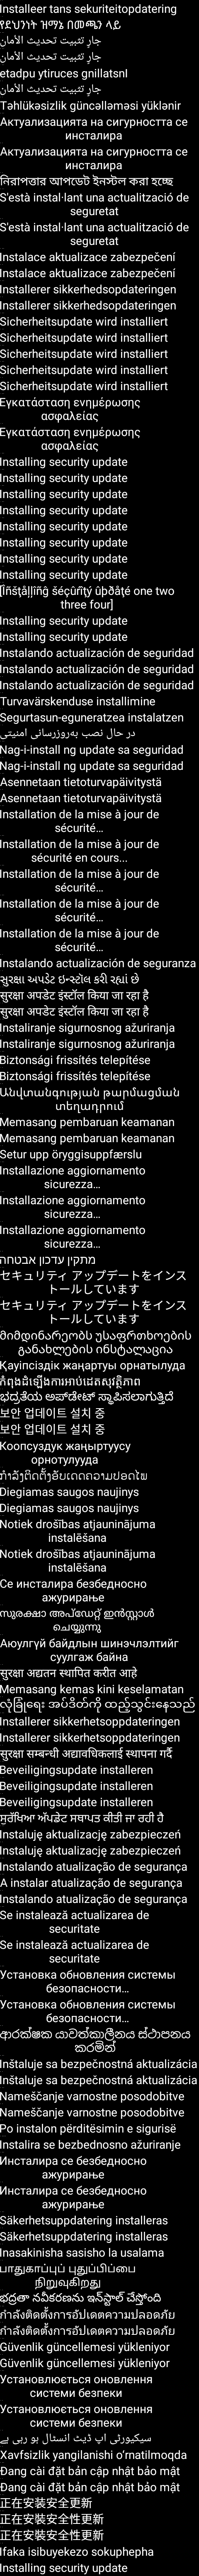 Installeer tans sekuriteitopdatering
የደህንነት ዝማኔ በመጫን ላይ
جارٍ تثبيت تحديث الأمان
جارٍ تثبيت تحديث الأمان
etadpu ytiruces gnillatsnI
جارٍ تثبيت تحديث الأمان
Təhlükəsizlik güncəlləməsi yüklənir
Актуализацията на сигурността се
инсталира
Актуализацията на сигурността се
инсталира
নিরাপত্তার আপডেট ইনস্টল করা হচ্ছে
S'està instal·lant una actualització de
seguretat
S'està instal·lant una actualització de
seguretat
Instalace aktualizace zabezpečení
Instalace aktualizace zabezpečení
Installerer sikkerhedsopdateringen
Installerer sikkerhedsopdateringen
Sicherheitsupdate wird installiert
Sicherheitsupdate wird installiert
Sicherheitsupdate wird installiert
Sicherheitsupdate wird installiert
Sicherheitsupdate wird installiert
Εγκατάσταση ενημέρωσης
ασφαλείας
Εγκατάσταση ενημέρωσης
ασφαλείας
Installing security update
Installing security update
Installing security update
Installing security update
Installing security update
Installing security update
Installing security update
Installing security update
[Îñšţåļļîñĝ šéçûŕîţý ûþðåţé one two
three four]
Installing security update
Installing security update
Instalando actualización de seguridad
Instalando actualización de seguridad
Instalando actualización de seguridad
Turvavärskenduse installimine
Segurtasun-eguneratzea instalatzen
در حال نصب به‌روزرسانی امنیتی
Nag-i-install ng update sa seguridad
Nag-i-install ng update sa seguridad
Asennetaan tietoturvapäivitystä
Asennetaan tietoturvapäivitystä
Installation de la mise à jour de
sécurité…
Installation de la mise à jour de
sécurité en cours...
Installation de la mise à jour de
sécurité…
Installation de la mise à jour de
sécurité…
Installation de la mise à jour de
sécurité…
Instalando actualización de seguranza
સુરક્ષા અપડેટ ઇન્સ્ટૉલ કરી રહ્યાં છે
सुरक्षा अपडेट इंस्टॉल किया जा रहा है
सुरक्षा अपडेट इंस्टॉल किया जा रहा है
Instaliranje sigurnosnog ažuriranja
Instaliranje sigurnosnog ažuriranja
Biztonsági frissítés telepítése
Biztonsági frissítés telepítése
Անվտանգության թարմացման
տեղադրում
Memasang pembaruan keamanan
Memasang pembaruan keamanan
Setur upp öryggisuppfærslu
Installazione aggiornamento
sicurezza…
Installazione aggiornamento
sicurezza…
Installazione aggiornamento
sicurezza…
מתקין עדכון אבטחה
セキュリティ アップデートをインス
トールしています
セキュリティ アップデートをインス
トールしています
მიმდინარეობს უსაფრთხოების
განახლების ინსტალაცია
Қауіпсіздік жаңартуы орнатылуда
កំពុងដំឡើងការអាប់ដេតសុវត្ថិភាព
ಭದ್ರತೆಯ ಅಪ್‌ಡೇಟ್‌ ಸ್ಥಾಪಿಸಲಾಗುತ್ತಿದೆ
보안 업데이트 설치 중
보안 업데이트 설치 중
Коопсуздук жаңыртуусу
орнотулууда
ກຳລັງຕິດຕັ້ງອັບເດດຄວາມປອດໄພ
Diegiamas saugos naujinys
Diegiamas saugos naujinys
Notiek drošības atjauninājuma
instalēšana
Notiek drošības atjauninājuma
instalēšana
Се инсталира безбедносно
ажурирање
സുരക്ഷാ അപ്ഡേറ്റ് ഇൻസ്റ്റാൾ
ചെയ്യുന്നു
Аюулгүй байдлын шинэчлэлтийг
суулгаж байна
सुरक्षा अद्यतन स्थापित करीत आहे
Memasang kemas kini keselamatan
လုံခြုံရေး အပ်ဒိတ်ကို ထည့်သွင်းနေသည်
Installerer sikkerhetsoppdateringen
Installerer sikkerhetsoppdateringen
सुरक्षा सम्बन्धी अद्यावधिकलाई स्थापना गर्दै
Beveiligingsupdate installeren
Beveiligingsupdate installeren
Beveiligingsupdate installeren
ਸੁਰੱਖਿਆ ਅੱਪਡੇਟ ਸਥਾਪਤ ਕੀਤੀ ਜਾ ਰਹੀ ਹੈ
Instaluję aktualizację zabezpieczeń
Instaluję aktualizację zabezpieczeń
Instalando atualização de segurança
A instalar atualização de segurança
Instalando atualização de segurança
Se instalează actualizarea de
securitate
Se instalează actualizarea de
securitate
Установка обновления системы
безопасности…
Установка обновления системы
безопасности…
ආරක්ෂක යාවත්කාලීනය ස්ථාපනය
කරමින්
Inštaluje sa bezpečnostná aktualizácia
Inštaluje sa bezpečnostná aktualizácia
Nameščanje varnostne posodobitve
Nameščanje varnostne posodobitve
Po instalon përditësimin e sigurisë
Instalira se bezbednosno ažuriranje
Инсталира се безбедносно
ажурирање
Инсталира се безбедносно
ажурирање
Säkerhetsuppdatering installeras
Säkerhetsuppdatering installeras
Inasakinisha sasisho la usalama
பாதுகாப்புப் புதுப்பிப்பை
நிறுவுகிறது
భద్రతా నవీకరణను ఇన్‌స్టాల్ చేస్తోంది
กำลังติดตั้งการอัปเดตความปลอดภัย
กำลังติดตั้งการอัปเดตความปลอดภัย
Güvenlik güncellemesi yükleniyor
Güvenlik güncellemesi yükleniyor
Установлюється оновлення
системи безпеки
Установлюється оновлення
системи безпеки
سیکیورٹی اپ ڈیٹ انسٹال ہو رہی ہے
Xavfsizlik yangilanishi o‘rnatilmoqda
Đang cài đặt bản cập nhật bảo mật
Đang cài đặt bản cập nhật bảo mật
正在安装安全更新
正在安裝安全性更新
正在安裝安全性更新
Ifaka isibuyekezo sokuphepha
Installing security update